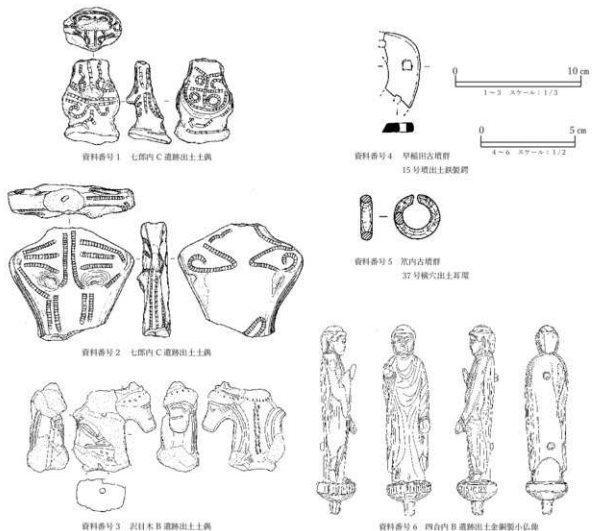 資料番号1 七郎内C遺跡出土土偶
資料番号2 七郎内C遺跡出土土偶
資料番号3 沢目木B遺跡出土土偶
資料番号4 早稲田古墳群
15号墳出土鉄製鍔
0 10 cm
1～3 スケール：1/3
0 5 cm
4～6 スケール：1/2
資料番号5 笊内古墳群
37号横穴出土耳環
資料番号6 四合内B遺跡出土金銅製小仏像